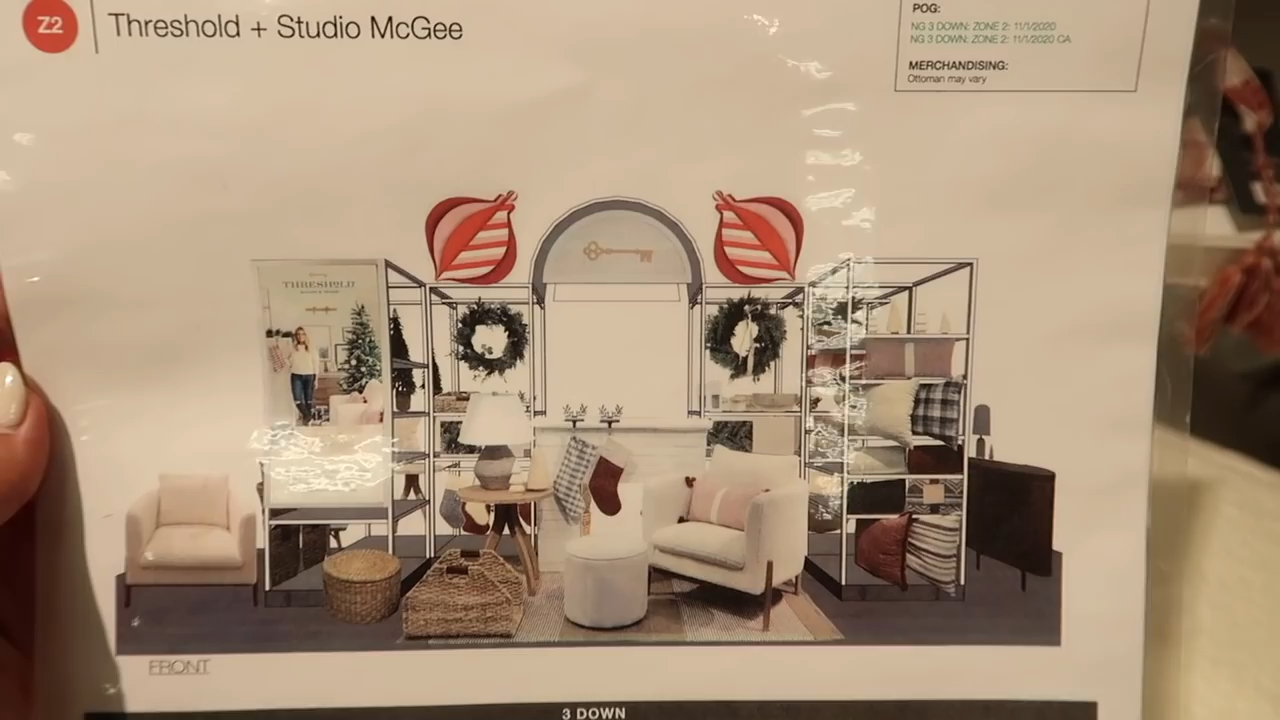 Z2
Threshold + Studio McGee
POG:
NG 3 DOWN: ZONE 2: 11/1/2020
NG 3 DOWN: ZONE 2: 11/1/2020 CA
MERCHANDISING:
Ottoman may vary
THRESHOLD
FRONT
3 DOWN